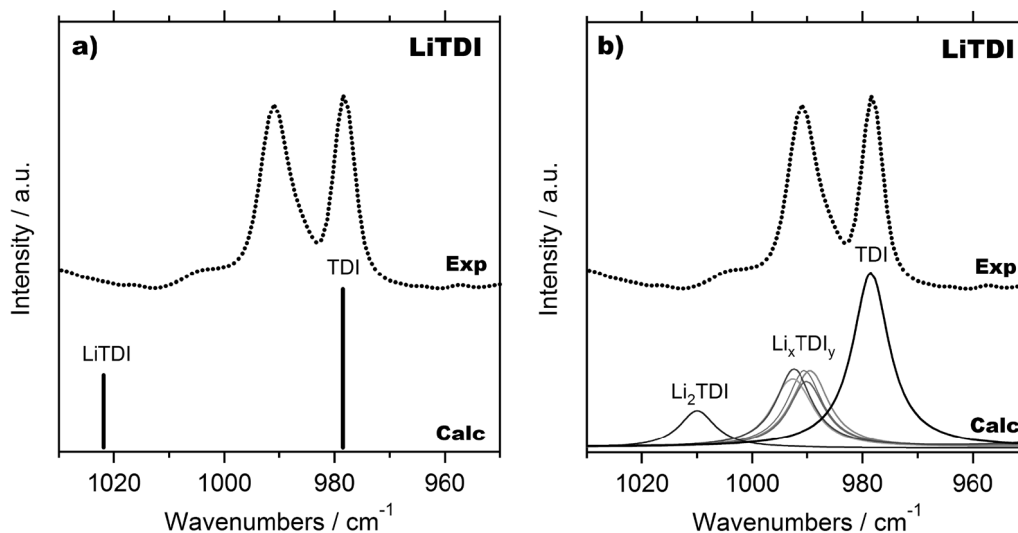 a)
LiTDI
Intensity / a.u.
Exp
TDI
LiTDI
Calc
1020
1000
980
960
Wavenumbers / cm⁻¹
b)
LiTDI
Intensity / a.u.
TDI
Exp
LiₓTDIᵧ
Li₂TDI
Calc
1020
1000
980
960
Wavenumbers / cm⁻¹